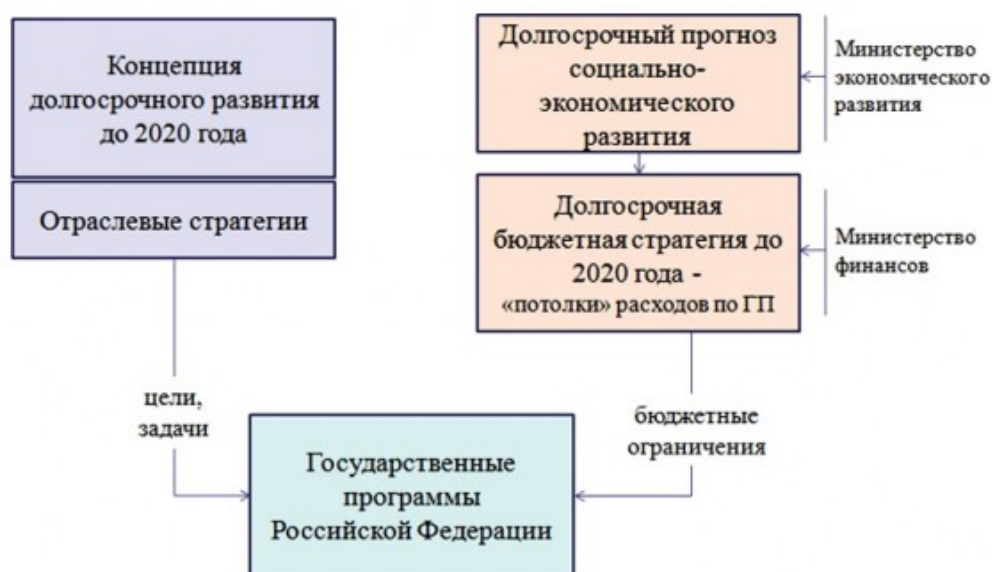 Концепция
долгосрочного развития
до 2020 года
Отраслевые стратегии
Долгосрочный прогноз
социально-
экономического
развития
Министерство
экономического
развития
Долгосрочная
бюджетная стратегия до
2020 года -
«потолки» расходов по ГП
Министерство
финансов
цели,
задачи
бюджетные
ограничения
Государственные
программы
Российской Федерации